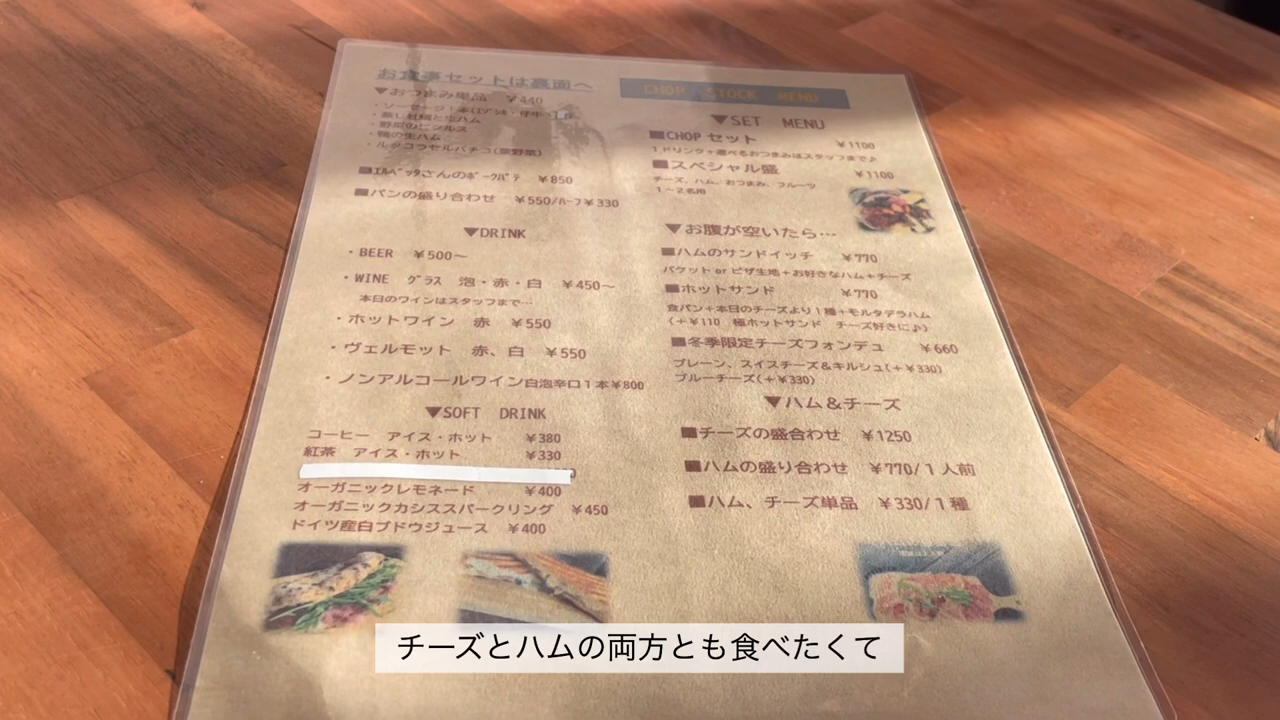 お食事セットは裏面へ
▼おつまみ単品 ¥440
・蒸し牡蠣と生ハム
・野菜のピクルス
・鴨の生ハム
・ルッコラセルバチコ(葉野菜)
■ｴﾙﾍﾞｯﾀさんのﾎﾟｰｸﾊﾟﾃ ¥850
■パンの盛り合わせ ¥550/ﾊｰﾌ¥330
▼DRINK
・BEER ¥500～
・WINE ｸﾞﾗｽ 泡・赤・白 ¥450～
本日のワインはスタッフまで…
・ホットワイン 赤 ¥550
・ヴェルモット 赤、白 ¥550
・ノンアルコールワイン白泡辛口1本¥800
▼SOFT DRINK
コーヒー アイス・ホット ¥380
紅茶 アイス・ホット ¥330
オーガニックレモネード ¥400
オーガニックカシススパークリング ¥450
ドイツ産白ブドウジュース ¥400
CHOP STOCK MENU
▼SET MENU
■CHOP セット ¥1100
1ドリンク+選べるおつまみはスタッフまで♪
■スペシャル盛 ¥1100
チーズ、ハム、おつまみ、フルーツ
1～2名用
▼お腹が空いたら…
■ハムのサンドイッチ ¥770
バケット or ピザ生地+お好きなハム+チーズ
■ホットサンド ¥770
食パン+本日のチーズより1種+モルタデラハム
(+¥110 極ホットサンド チーズ好きに♪)
■冬季限定チーズフォンデュ ¥660
プレーン、スイスチーズ&キルシュ(+¥330)
ブルーチーズ(+¥330)
▼ハム&チーズ
■チーズの盛合わせ ¥1250
■ハムの盛り合わせ ¥770/1人前
■ハム、チーズ単品 ¥330/1種
チーズとハムの両方とも食べたくて